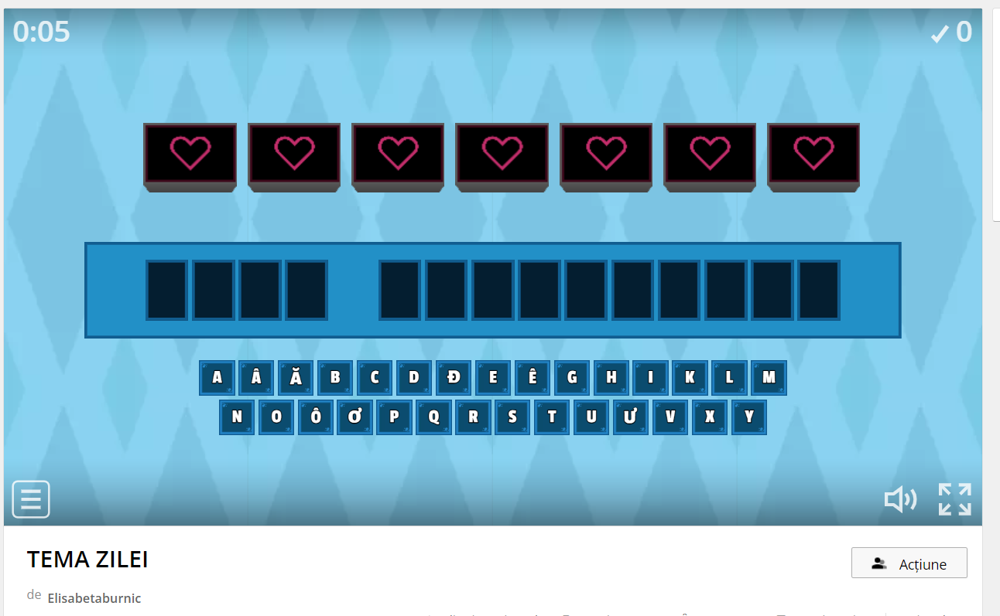 0:05
✓ 0
A Â Ă B C D Đ E Ê G H I K L M
N O Ô Ơ P Q R S T U Ư V X Y
TEMA ZILEI
Acțiune
de Elisabetaburnic